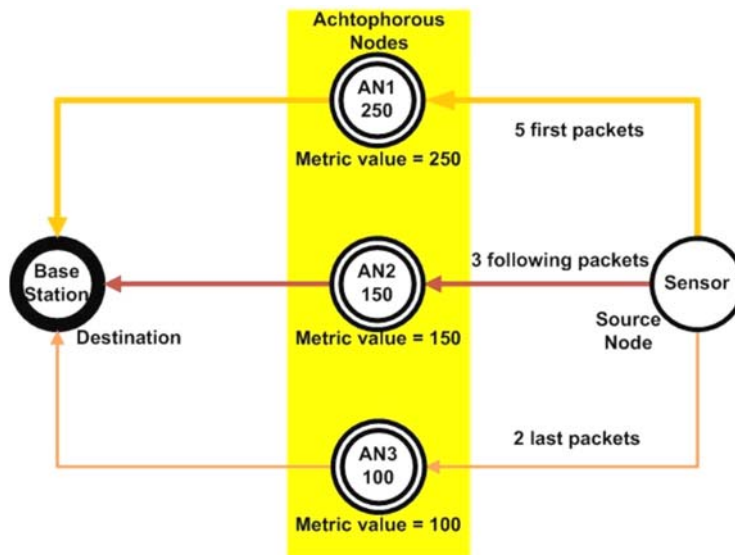 Achtophorous
Nodes
AN1
250
5 first packets
Metric value = 250
Base
Station
AN2
150
3 following packets
Sensor
Destination
Metric value = 150
Source
Node
AN3
100
2 last packets
Metric value = 100